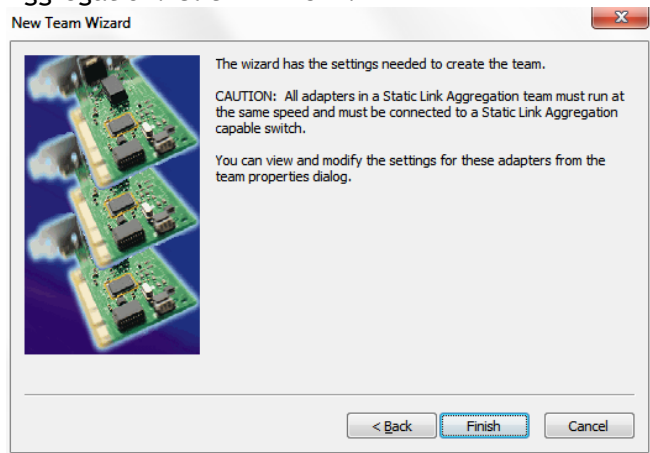 New Team Wizard
The wizard has the settings needed to create the team.
CAUTION: All adapters in a Static Link Aggregation team must run at
the same speed and must be connected to a Static Link Aggregation
capable switch.
You can view and modify the settings for these adapters from the
team properties dialog.
< Back
Finish
Cancel